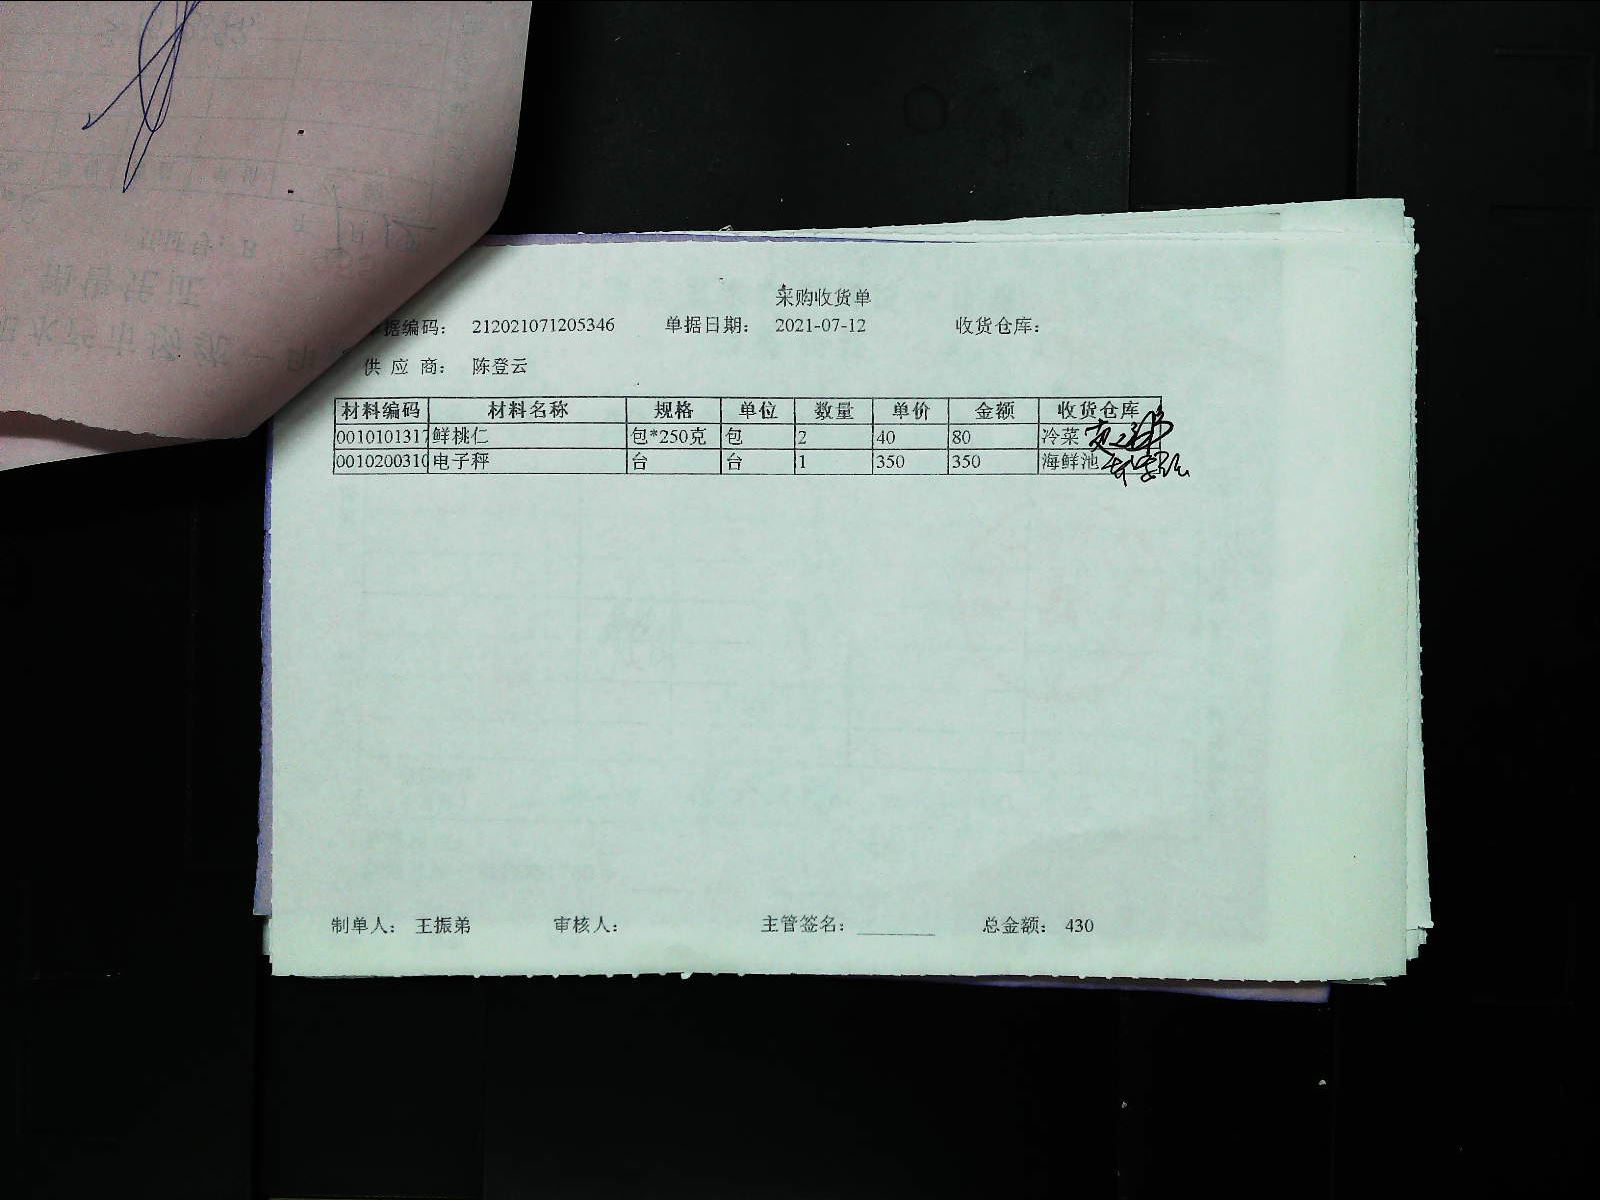 采购收货单
据编码： 212021071205346 单据日期： 2021-07-12 收货仓库：
供 应 商： 陈登云
材料编码 材料名称 规格 单位 数量 单价 金额 收货仓库
0010101317 鲜桃仁 包*250克 包 2 40 80 冷菜
0010200310 电子秤 台 台 1 350 350 海鲜池
制单人： 王振弟 审核人： 主管签名： 总金额： 430